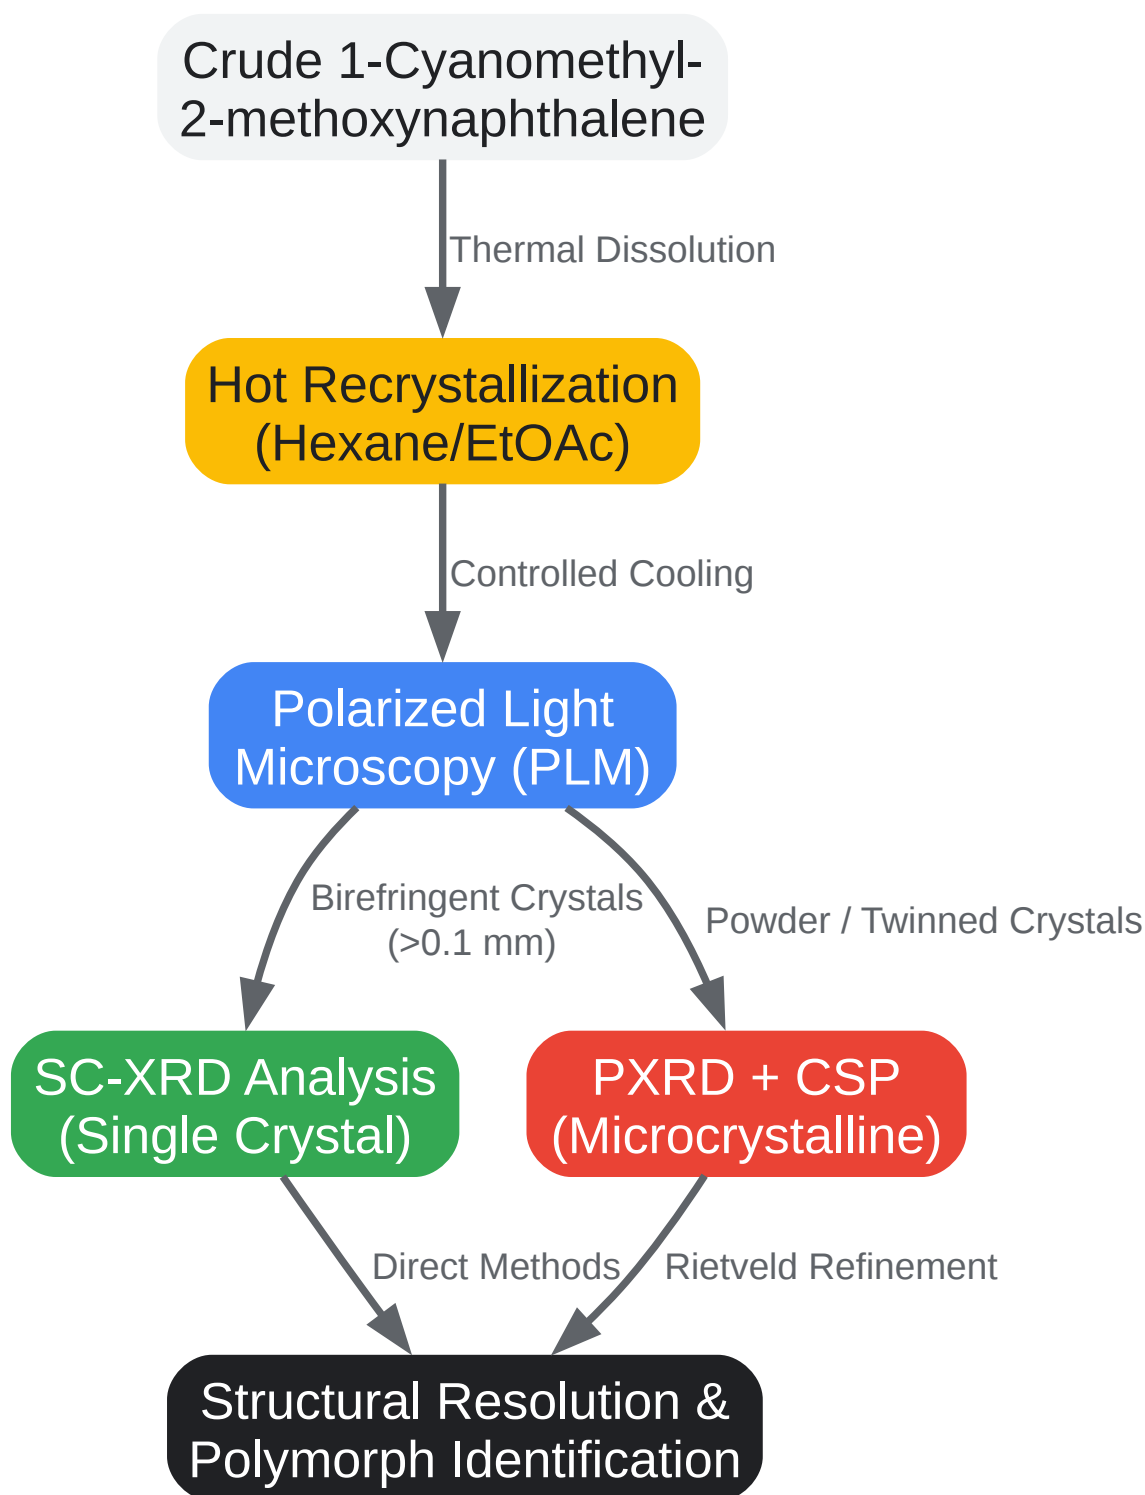 Crude 1-Cyanomethyl-
2-methoxynaphthalene
Thermal Dissolution
Hot Recrystallization
(Hexane/EtOAc)
Controlled Cooling
Polarized Light
Microscopy (PLM)
Birefringent Crystals
(>0.1 mm)
Powder / Twinned Crystals
SC-XRD Analysis
(Single Crystal)
PXRD + CSP
(Microcrystalline)
Direct Methods
Rietveld Refinement
Structural Resolution &
Polymorph Identification